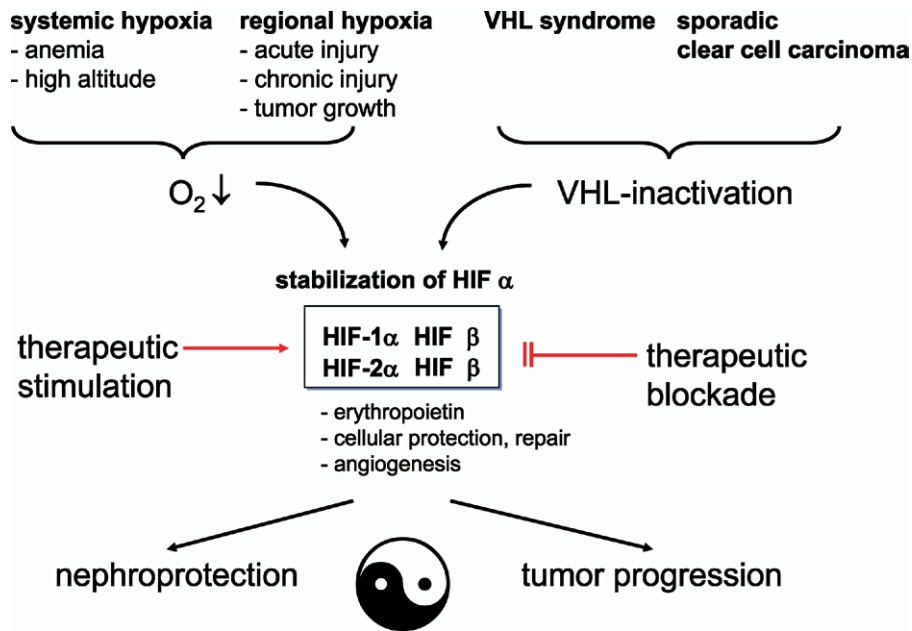 systemic hypoxia
- anemia
- high altitude
regional hypoxia
- acute injury
- chronic injury
- tumor growth
VHL syndrome
sporadic
clear cell carcinoma
O₂ ↓
VHL-inactivation
stabilization of HIF α
HIF-1α HIF β
HIF-2α HIF β
therapeutic
stimulation
therapeutic
blockade
- erythropoietin
- cellular protection, repair
- angiogenesis
nephroprotection
tumor progression